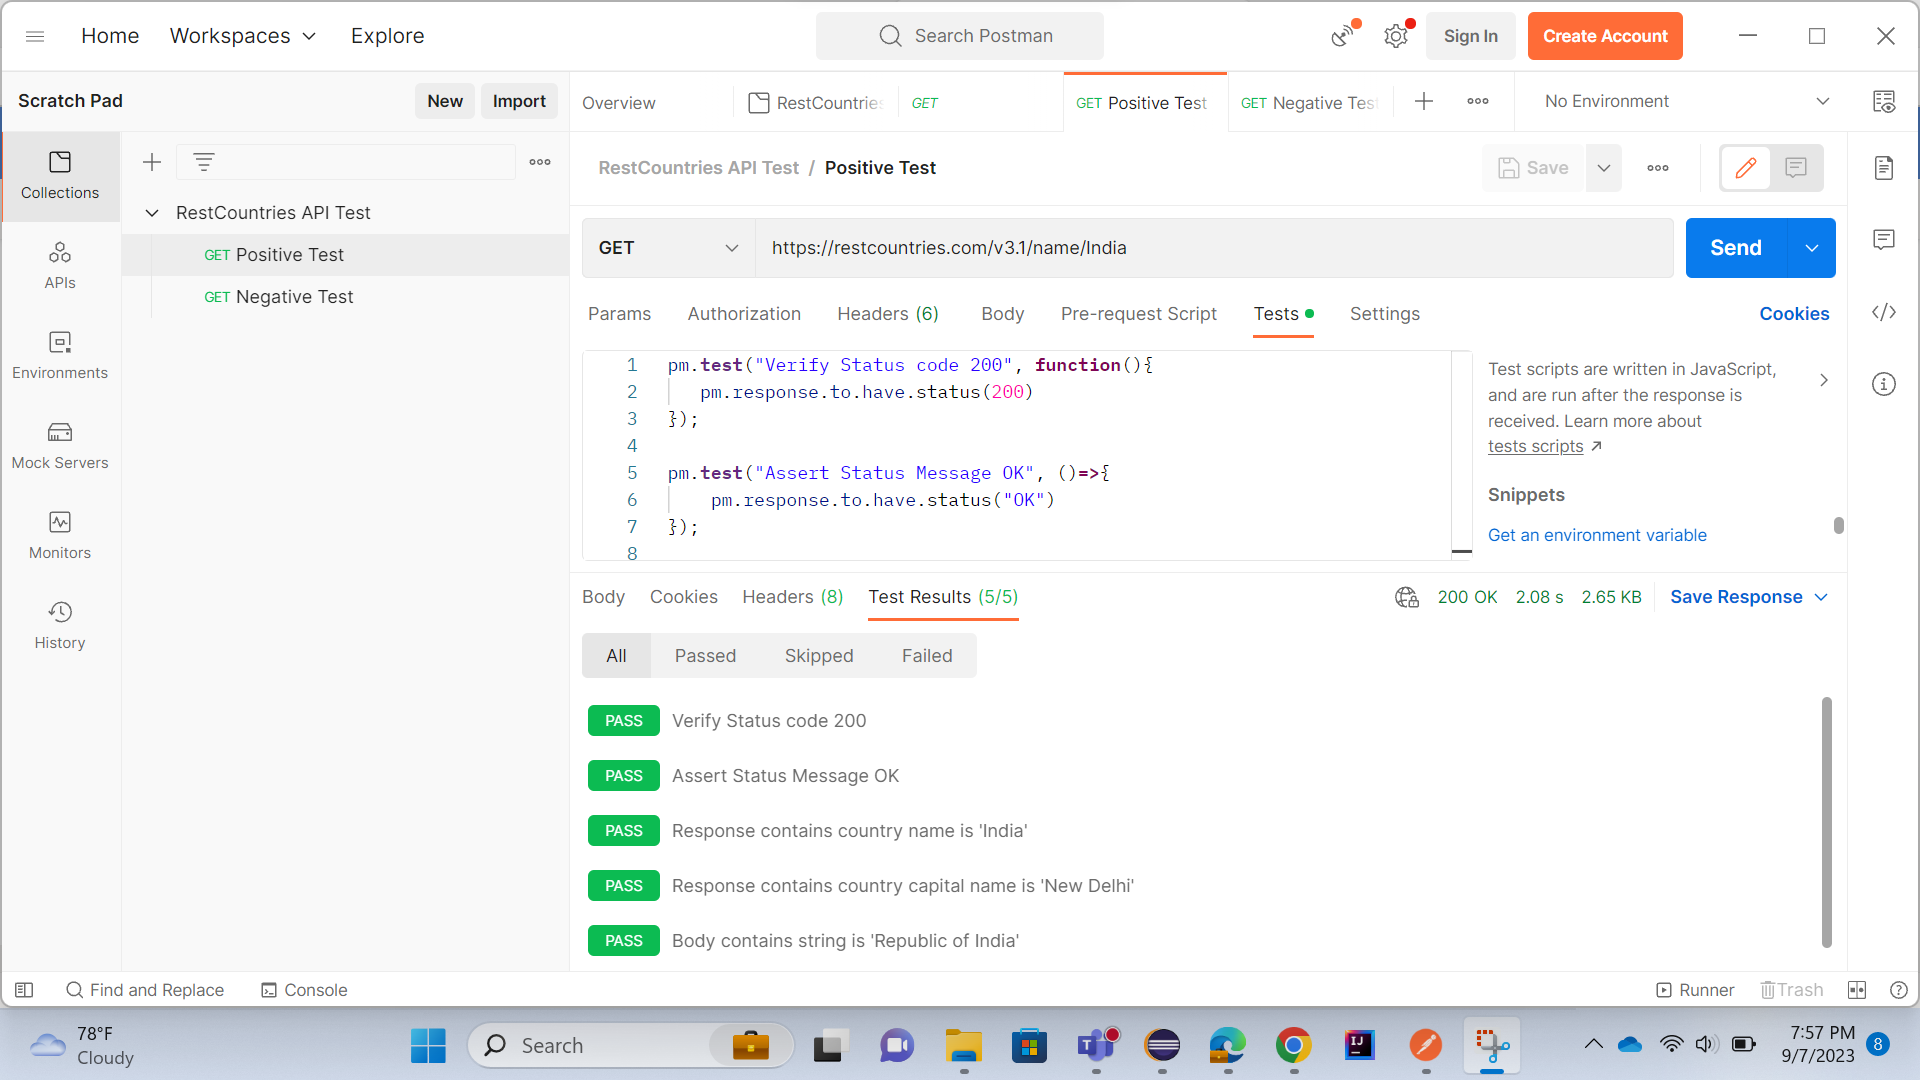 Home Workspaces Explore Search Postman Sign In Create Account
Scratch Pad New Import Overview RestCountries GET GET Positive Test GET Negative Test No Environment
Collections
APIs
Environments
Mock Servers
Monitors
History
RestCountries API Test
GET Positive Test
GET Negative Test
RestCountries API Test / Positive Test Save
GET https://restcountries.com/v3.1/name/India Send
Params Authorization Headers (6) Body Pre-request Script Tests Settings Cookies
1 pm.test("Verify Status code 200", function(){
2 pm.response.to.have.status(200)
3 });
4
5 pm.test("Assert Status Message OK", ()=>{
6 pm.response.to.have.status("OK")
7 });
8
Test scripts are written in JavaScript,
and are run after the response is
received. Learn more about
tests scripts ↗
Snippets
Get an environment variable
Body Cookies Headers (8) Test Results (5/5) 200 OK 2.08 s 2.65 KB Save Response
All Passed Skipped Failed
PASS Verify Status code 200
PASS Assert Status Message OK
PASS Response contains country name is 'India'
PASS Response contains country capital name is 'New Delhi'
PASS Body contains string is 'Republic of India'
Find and Replace Console Runner Trash
78°F
Cloudy
Search
7:57 PM
9/7/2023
8